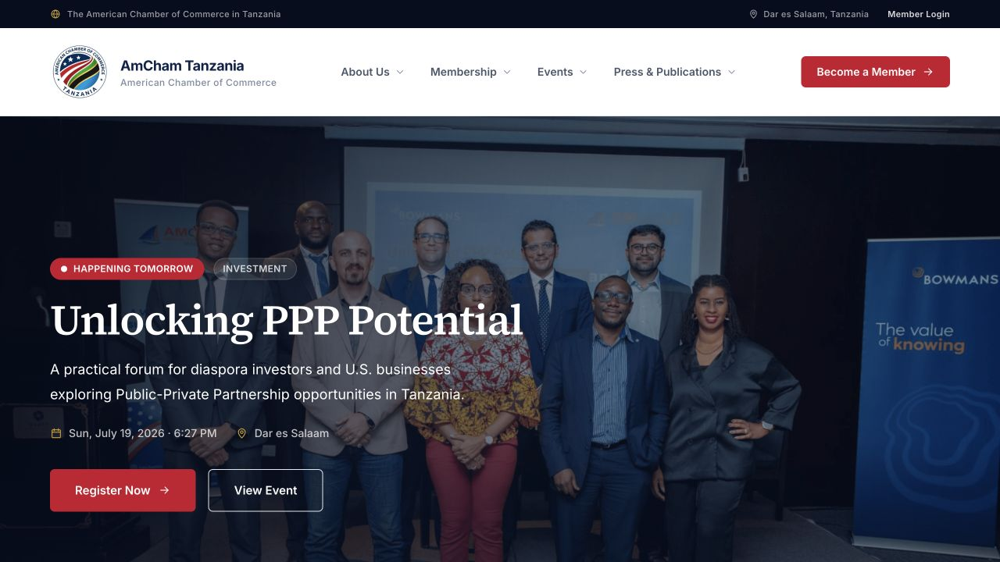 The American Chamber of Commerce in Tanzania
Dar es Salaam, Tanzania
Member Login
AMERICAN CHAMBER OF COMMERCE
TANZANIA
AmCham Tanzania
American Chamber of Commerce
About Us
Membership
Events
Press & Publications
Become a Member
BOWMANS
HAPPENING TOMORROW
INVESTMENT
BOWMANS
Unlocking PPP Potential
The value
of knowing
A practical forum for diaspora investors and U.S. businesses
exploring Public-Private Partnership opportunities in Tanzania.
Sun, July 19, 2026 · 6:27 PM
Dar es Salaam
Register Now
View Event